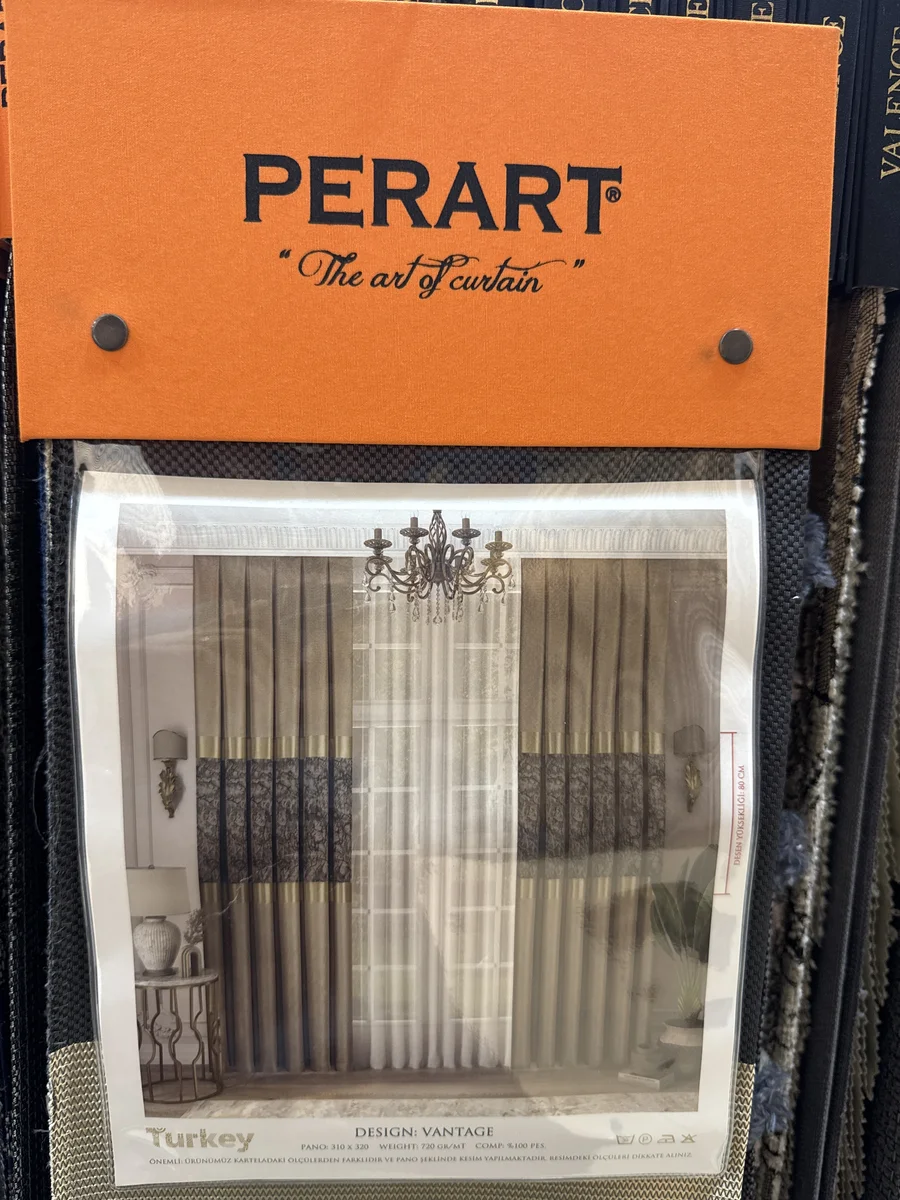 PERART®
“The art of curtain”
VALENCE
DESEN YÜKSEKLİĞİ: 80 CM
Turkey
DESIGN: VANTAGE
PANO: 310 X 320 WEIGHT: 720 GR/MT COMP: %100 PES.
ÖNEMLİ: ÜRÜNÜMÜZ KARTELADAKİ ÖLÇÜLERDEN FARKLIDIR VE PANO ŞEKLİNDE KESİM YAPILMAKTADIR. RESİMDEKİ ÖLÇÜLERİ DİKKATE ALINIZ.